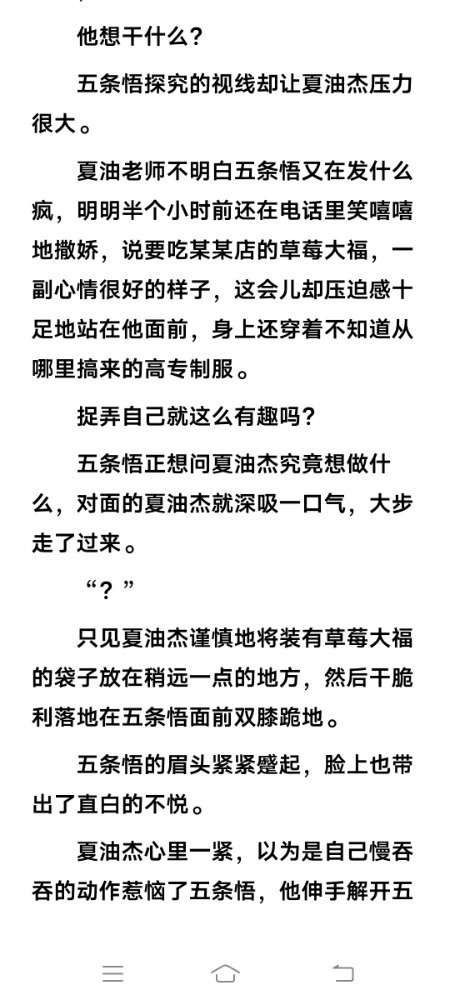 他想干什么？
五条悟探究的视线却让夏油杰压力
很大。
夏油老师不明白五条悟又在发什么
疯，明明半个小时前还在电话里笑嘻嘻
地撒娇，说要吃某某店的草莓大福，一
副心情很好的样子，这会儿却压迫感十
足地站在他面前，身上还穿着不知道从
哪里搞来的高专制服。
捉弄自己就这么有趣吗？
五条悟正想问夏油杰究竟想做什
么，对面的夏油杰就深吸一口气，大步
走了过来。
“？”
只见夏油杰谨慎地将装有草莓大福
的袋子放在稍远一点的地方，然后干脆
利落地在五条悟面前双膝跪地。
五条悟的眉头紧紧蹙起，脸上也带
出了直白的不悦。
夏油杰心里一紧，以为是自己慢吞
吞的动作惹恼了五条悟，他伸手解开五